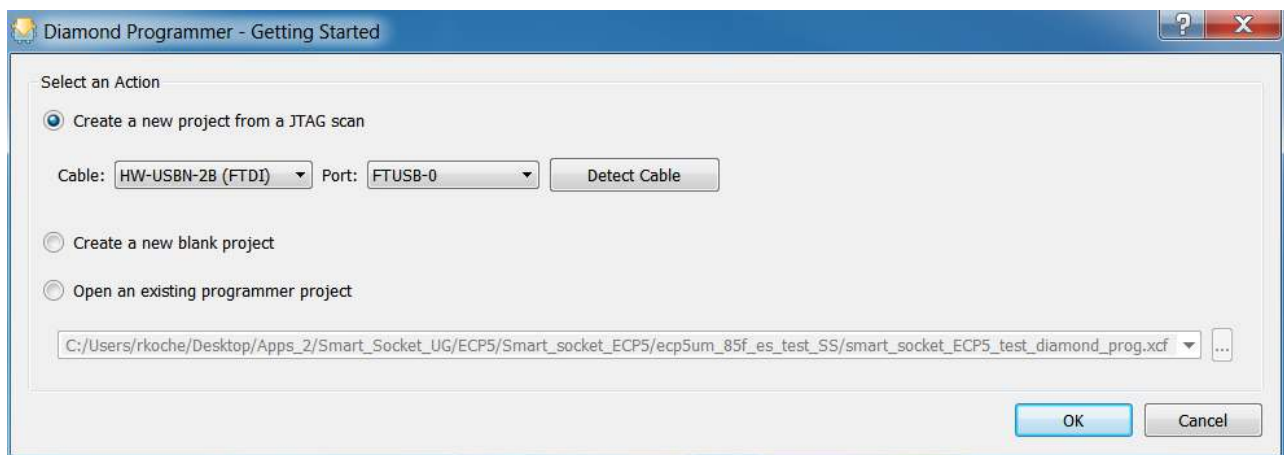 Diamond Programmer - Getting Started
Select an Action
Create a new project from a JTAG scan
Cable: HW-USBN-2B (FTDI) Port: FTUSB-0 Detect Cable
Create a new blank project
Open an existing programmer project
C:/Users/rkoche/Desktop/Apps_2/Smart_Socket_UG/ECP5/Smart_socket_ECP5/ecp5um_85f_es_test_SS/smart_socket_ECP5_test_diamond_prog.xcf ...
OK Cancel